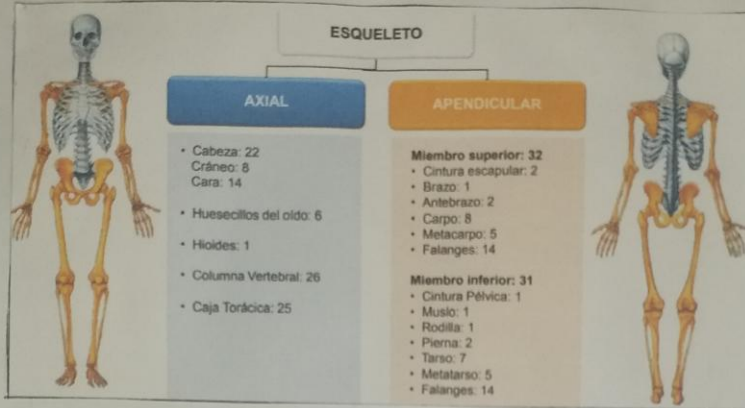 ESQUELETO
AXIAL
• Cabeza: 22
Cráneo: 8
Cara: 14
• Huesecillos del oído: 6
• Hioides: 1
• Columna Vertebral: 26
• Caja Torácica: 25
APENDICULAR
Miembro superior: 32
• Cintura escapular: 2
• Brazo: 1
• Antebrazo: 2
• Carpo: 8
• Metacarpo: 5
• Falanges: 14
Miembro inferior: 31
• Cintura Pélvica: 1
• Muslo: 1
• Rodilla: 1
• Pierna: 2
• Tarso: 7
• Metatarso: 5
• Falanges: 14